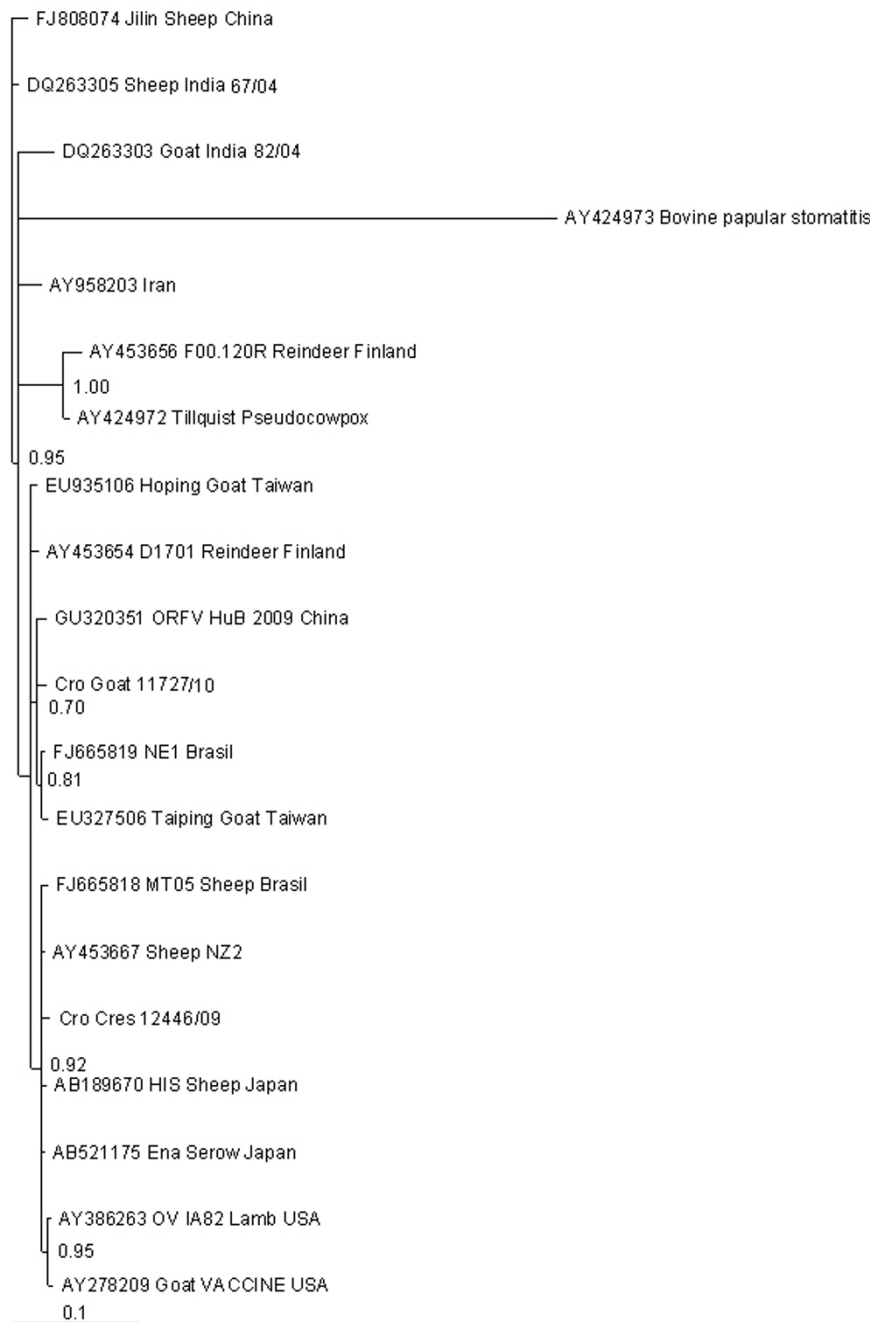 FJ808074 Jilin Sheep China
DQ263305 Sheep India 67/04
DQ263303 Goat India 82/04
AY424973 Bovine papular stomatitis
AY958203 Iran
AY453656 F00.120R Reindeer Finland
1.00
AY424972 Tillquist Pseudocowpox
0.95
EU935106 Hoping Goat Taiwan
AY453654 D1701 Reindeer Finland
GU320351 ORFV HuB 2009 China
Cro Goat 11727/10
0.70
FJ665819 NE1 Brasil
0.81
EU327506 Taiping Goat Taiwan
FJ665818 MT05 Sheep Brasil
AY453667 Sheep NZ2
Cro Cres 12446/09
0.92
AB189670 HIS Sheep Japan
AB521175 Ena Serow Japan
AY386263 OV IA82 Lamb USA
0.95
AY278209 Goat VACCINE USA
0.1